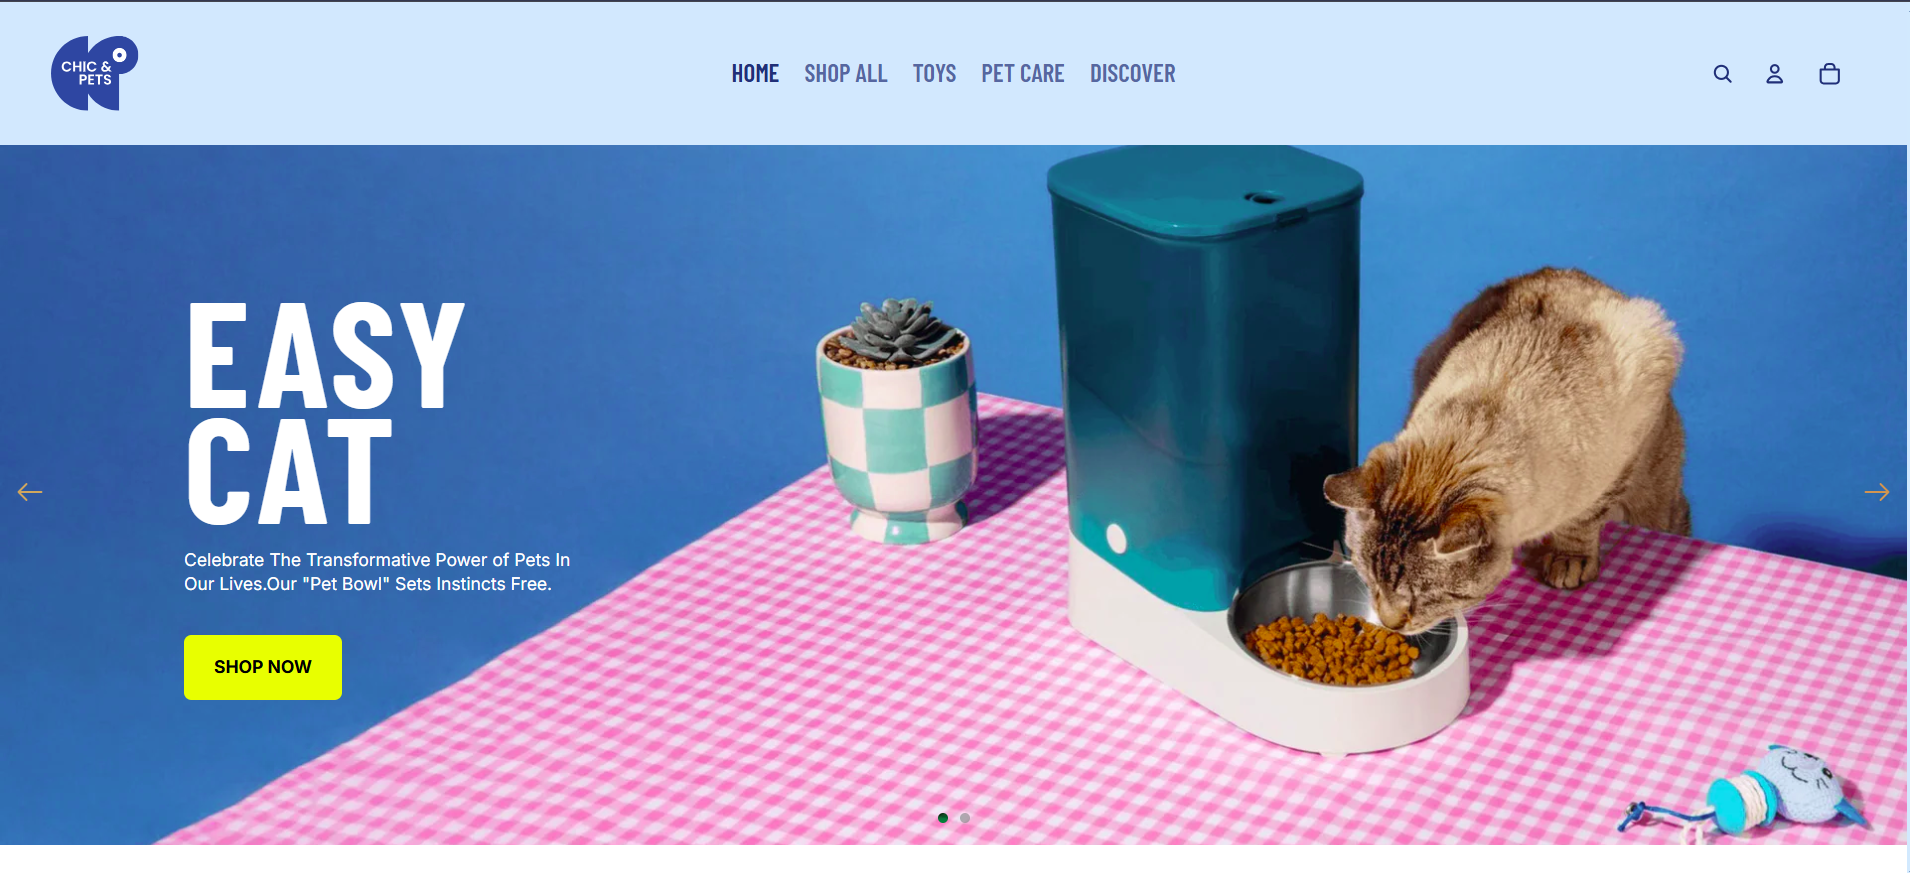 CHIC &
PETS
HOME SHOP ALL TOYS PET CARE DISCOVER
EASY
CAT
Celebrate The Transformative Power of Pets In
Our Lives.Our "Pet Bowl" Sets Instincts Free.
SHOP NOW